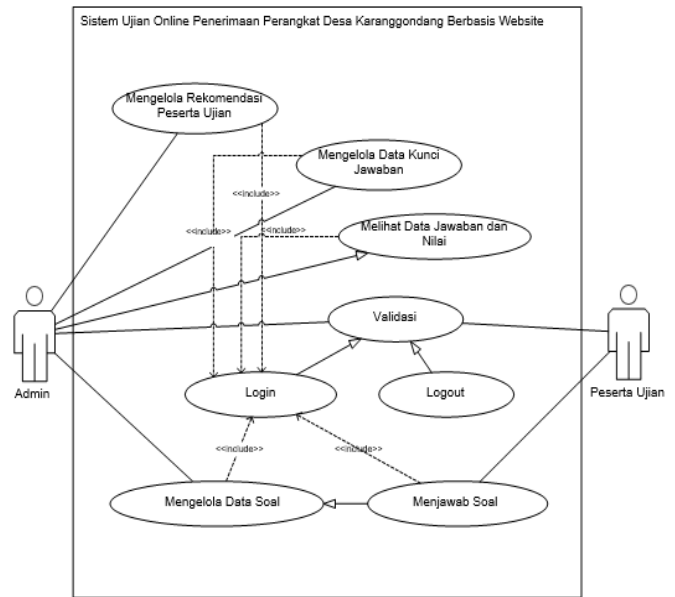 Sistem Ujian Online Penerimaan Perangkat Desa Karanggondang Berbasis Website
Mengelola Rekomendasi
Peserta Ujian
Mengelola Data Kunci
Jawaban
<<include>>
<<include>>
<<include>>
Melihat Data Jawaban dan
Nilai
Validasi
Admin
Peserta Ujian
Login
Logout
<<include>>
<<include>>
Mengelola Data Soal
Menjawab Soal